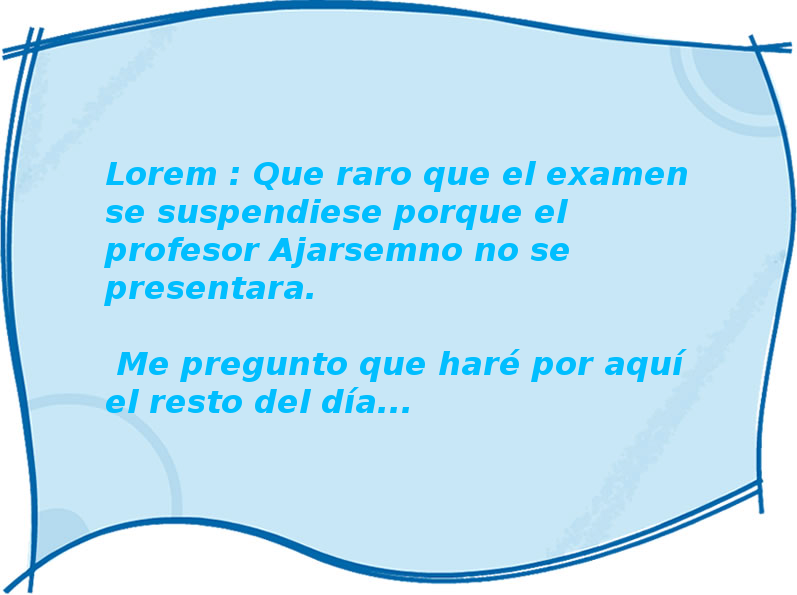 Lorem : Que raro que el examen
se suspendiese porque el
profesor Ajarsemno no se
presentara.
Me pregunto que haré por aquí
el resto del día...